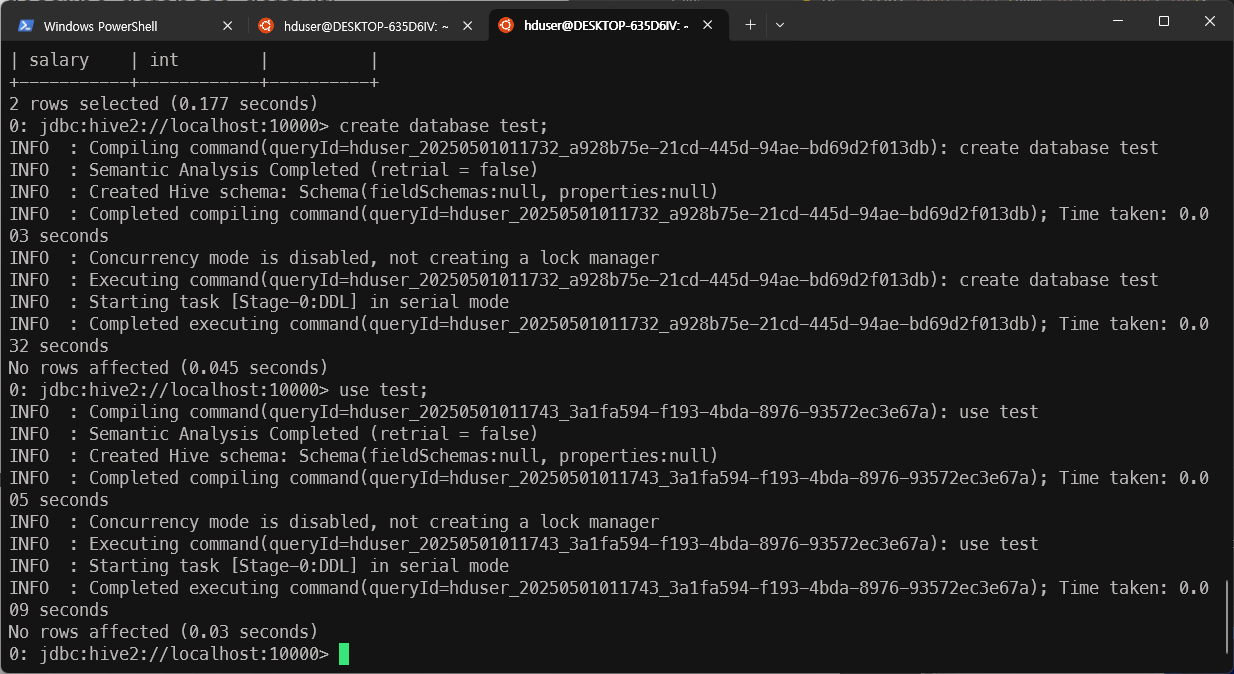 Windows PowerShell
hduser@DESKTOP-635D6IV: ~
hduser@DESKTOP-635D6IV: ~
| salary    | int        |          |
+-----------+------------+----------+
2 rows selected (0.177 seconds)
0: jdbc:hive2://localhost:10000> create database test;
INFO  : Compiling command(queryId=hduser_20250501011732_a928b75e-21cd-445d-94ae-bd69d2f013db): create database test
INFO  : Semantic Analysis Completed (retrial = false)
INFO  : Created Hive schema: Schema(fieldSchemas:null, properties:null)
INFO  : Completed compiling command(queryId=hduser_20250501011732_a928b75e-21cd-445d-94ae-bd69d2f013db); Time taken: 0.0
03 seconds
INFO  : Concurrency mode is disabled, not creating a lock manager
INFO  : Executing command(queryId=hduser_20250501011732_a928b75e-21cd-445d-94ae-bd69d2f013db): create database test
INFO  : Starting task [Stage-0:DDL] in serial mode
INFO  : Completed executing command(queryId=hduser_20250501011732_a928b75e-21cd-445d-94ae-bd69d2f013db); Time taken: 0.0
32 seconds
No rows affected (0.045 seconds)
0: jdbc:hive2://localhost:10000> use test;
INFO  : Compiling command(queryId=hduser_20250501011743_3a1fa594-f193-4bda-8976-93572ec3e67a): use test
INFO  : Semantic Analysis Completed (retrial = false)
INFO  : Created Hive schema: Schema(fieldSchemas:null, properties:null)
INFO  : Completed compiling command(queryId=hduser_20250501011743_3a1fa594-f193-4bda-8976-93572ec3e67a); Time taken: 0.0
05 seconds
INFO  : Concurrency mode is disabled, not creating a lock manager
INFO  : Executing command(queryId=hduser_20250501011743_3a1fa594-f193-4bda-8976-93572ec3e67a): use test
INFO  : Starting task [Stage-0:DDL] in serial mode
INFO  : Completed executing command(queryId=hduser_20250501011743_3a1fa594-f193-4bda-8976-93572ec3e67a); Time taken: 0.0
09 seconds
No rows affected (0.03 seconds)
0: jdbc:hive2://localhost:10000>